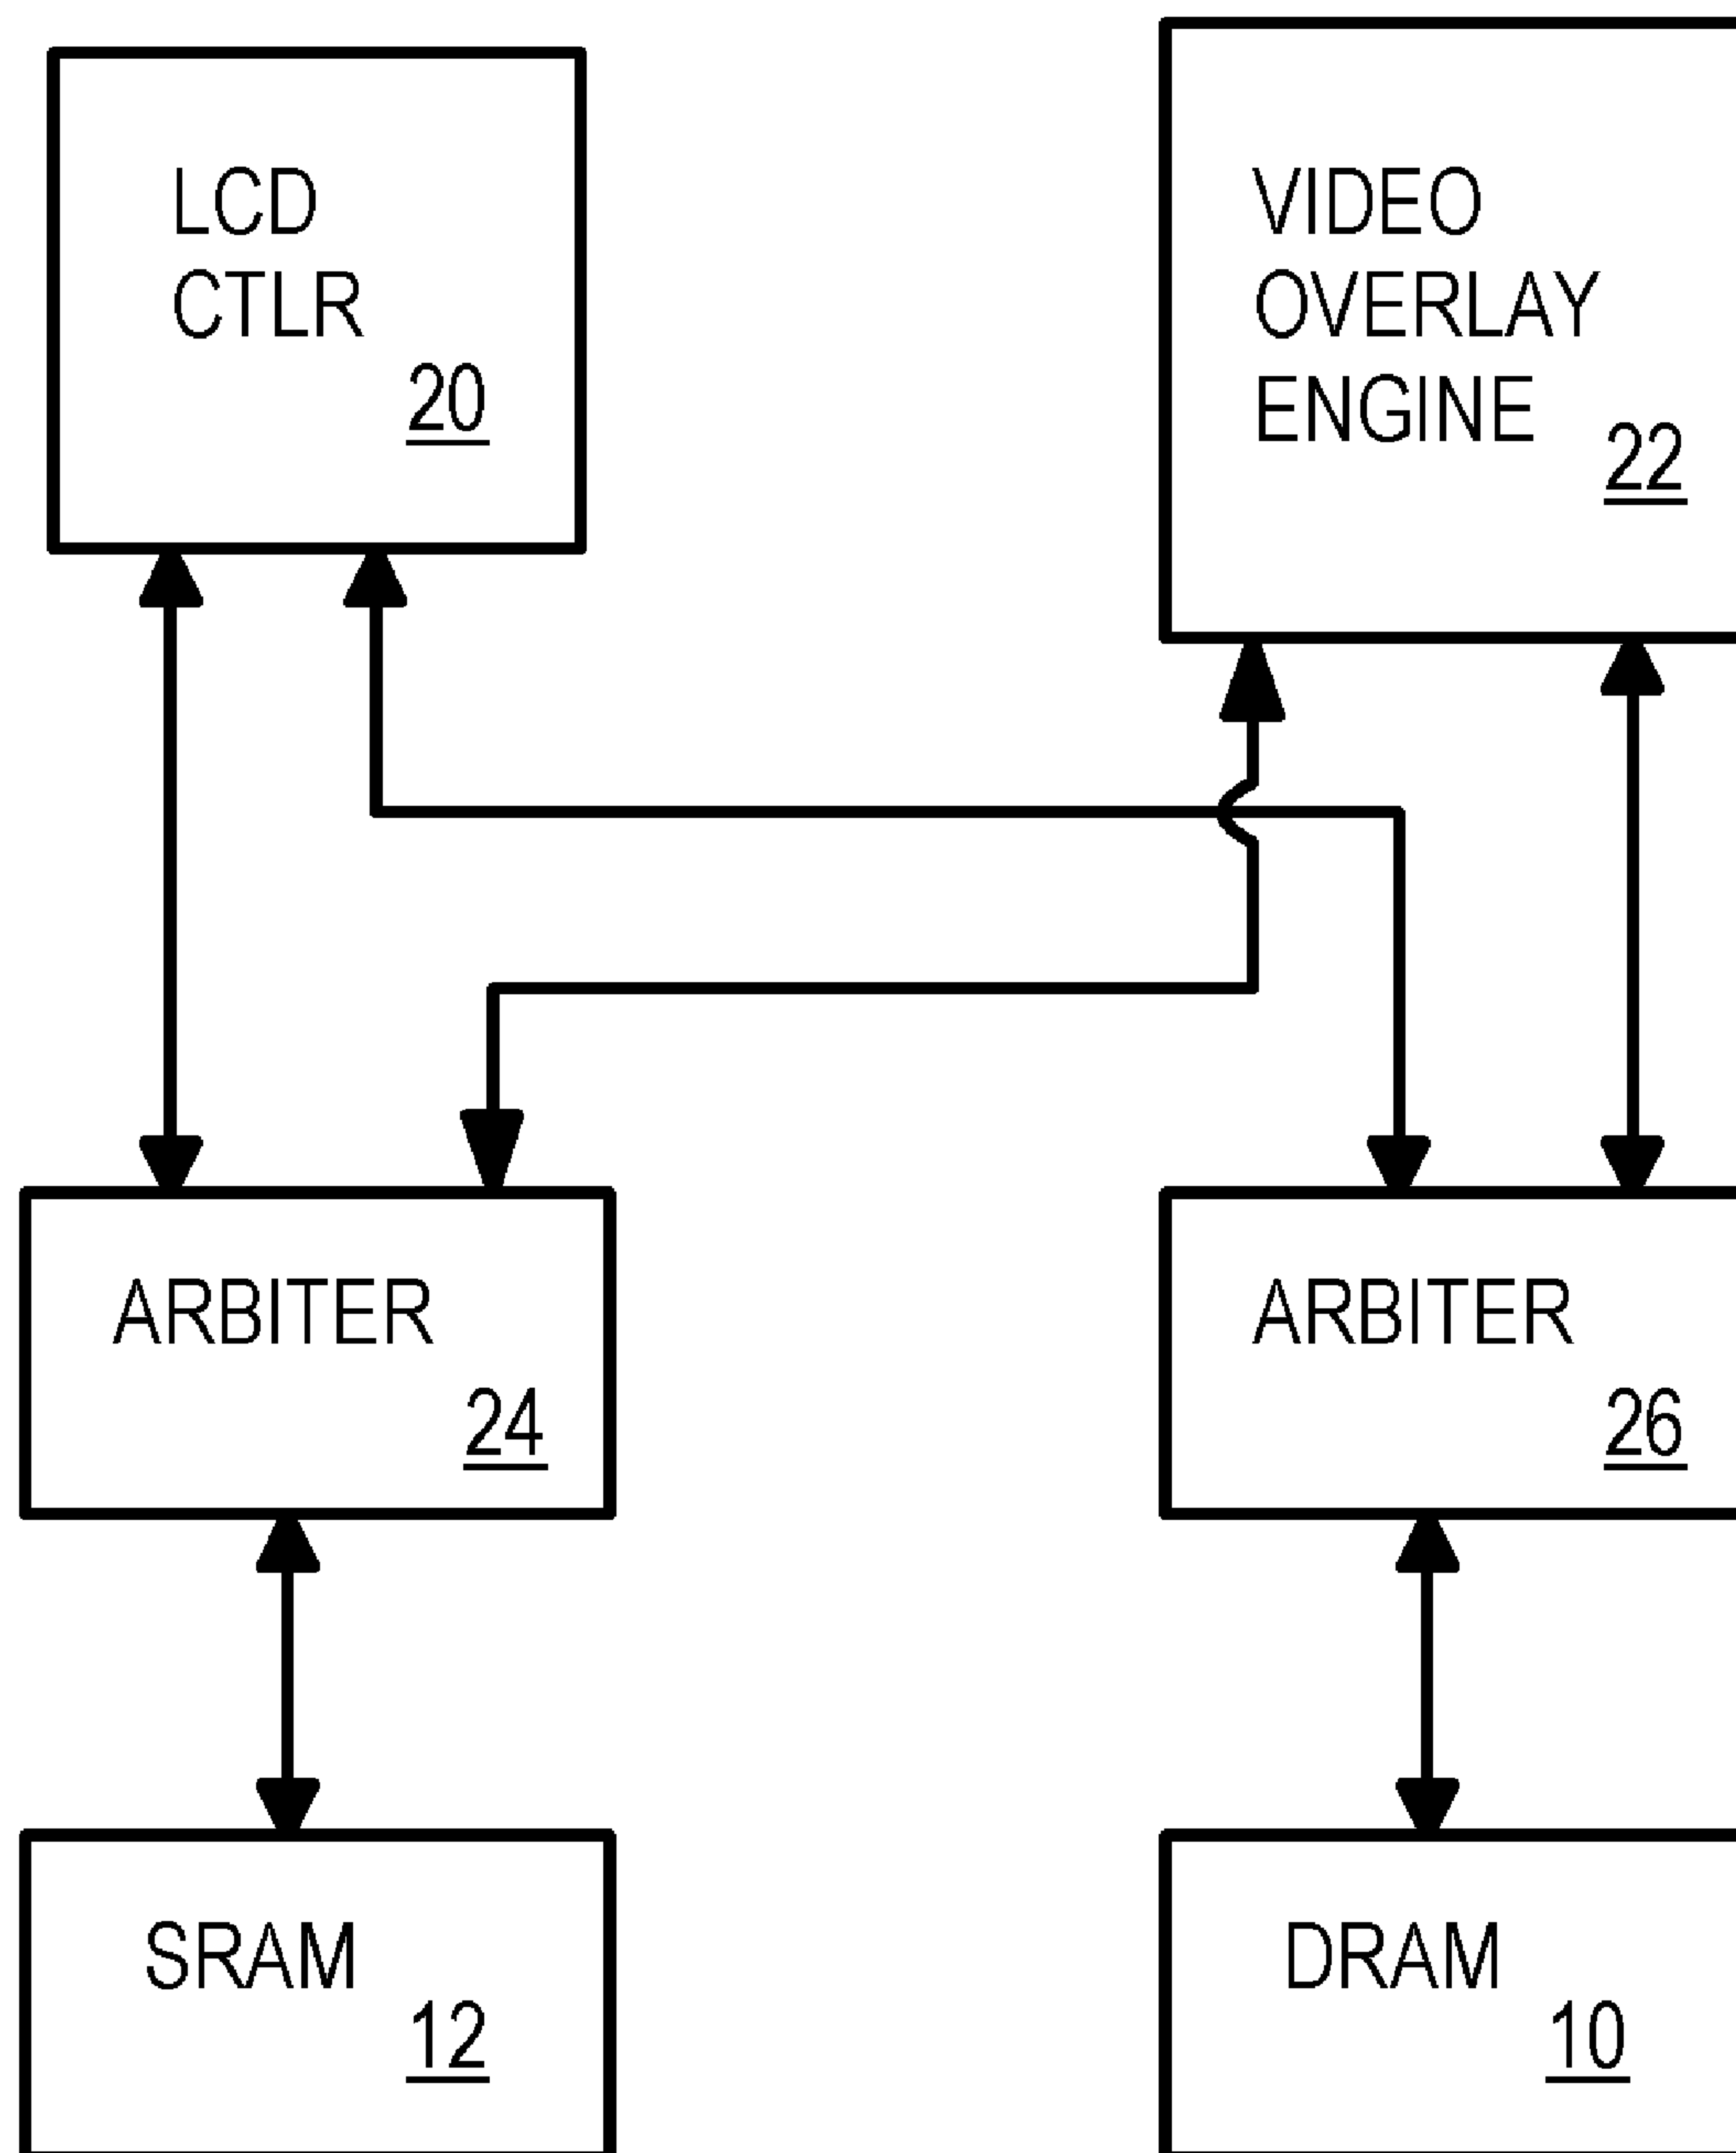 LCD
CTLR
20
VIDEO
OVERLAY
ENGINE
22
ARBITER
24
ARBITER
26
SRAM
12
DRAM
10